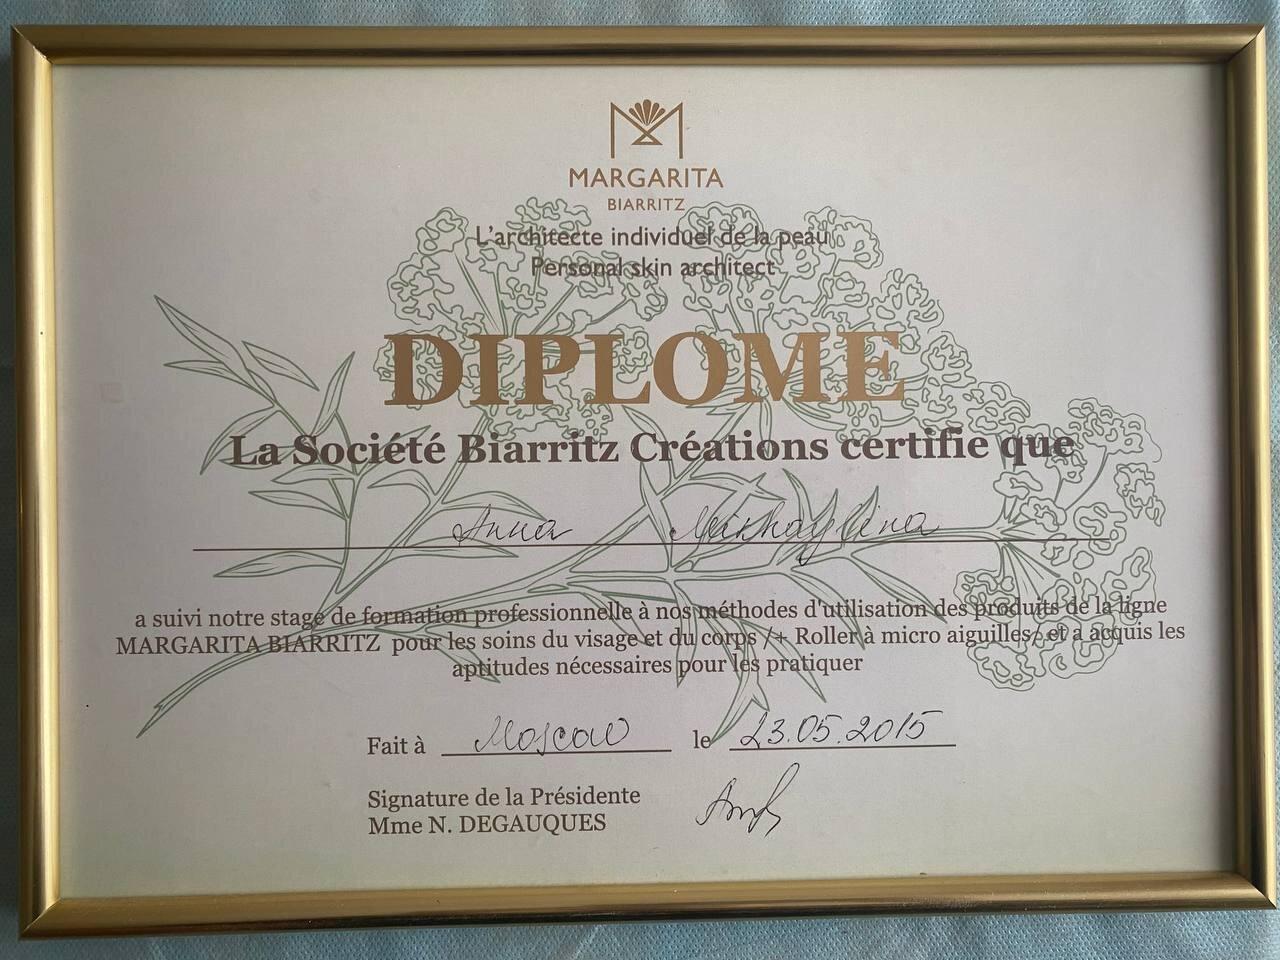 MARGARITA
BIARRITZ
L'architecte individuel de la peau
Personal skin architect
DIPLOME
La Société Biarritz Créations certifie que
Anna Mikhaylina
a suivi notre stage de formation professionnelle à nos méthodes d'utilisation des produits de la ligne
MARGARITA BIARRITZ pour les soins du visage et du corps /+ Roller à micro aiguilles/ et a acquis les
aptitudes nécessaires pour les pratiquer
Fait à Moscow le 23.05.2015
Signature de la Présidente
Mme N. DEGAUQUES